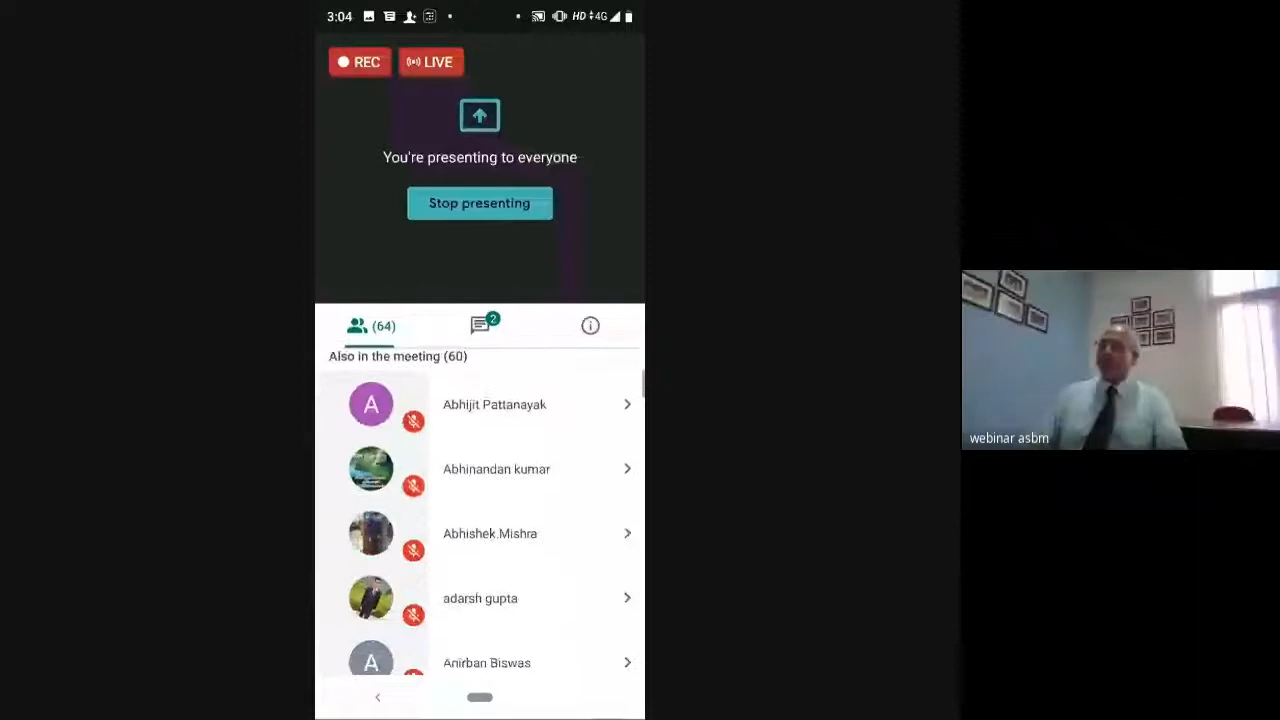 3:04
HD 4G
REC
LIVE
You're presenting to everyone
Stop presenting
(64)
2
Also in the meeting (60)
A
Abhijit Pattanayak
Abhinandan kumar
Abhishek Mishra
adarsh gupta
A
Anirban Biswas
webinar asbm